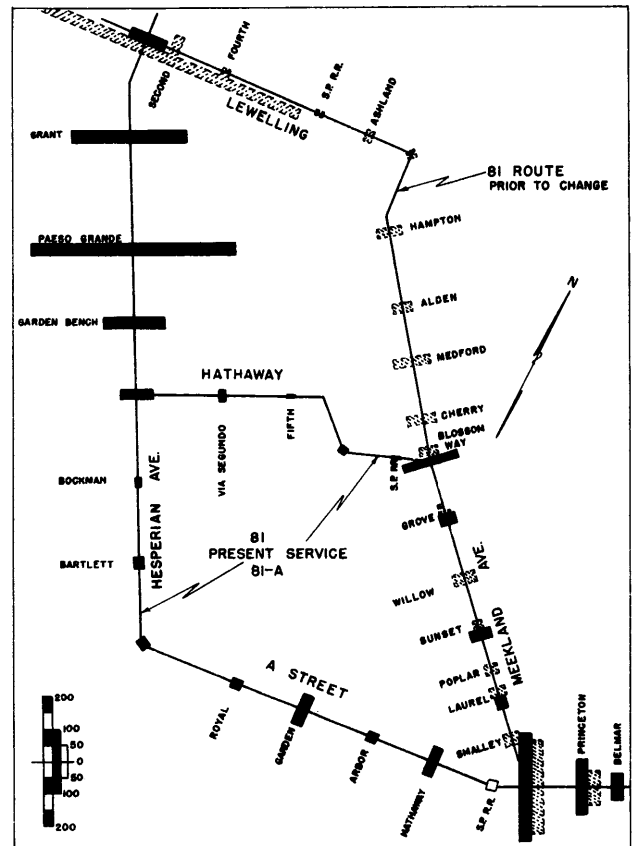 FOURTH
S.P. R.R.
ASHLAND
SECOND
LEWELLING
GRANT
81 ROUTE
PRIOR TO CHANGE
HAMPTON
PAESO GRANDE
N
ALDEN
GARDEN BENCH
MEDFORD
HATHAWAY
CHERRY
FIFTH
VIA SEGUNDO
BLOSSOM
WAY
S.P. RR
BOCKMAN
HESPERIAN AVE.
GROVE
81
PRESENT SERVICE
81-A
BARTLETT
WILLOW
MEEKLAND AVE.
SUNSET
A STREET
POPLAR
LAUREL
ROYAL
GARDEN
ARBOR
HATHAWAY
SMALLEY
S.P. R.R.
PRINCETON
BELMAR
200
100
50
0
50
100
200